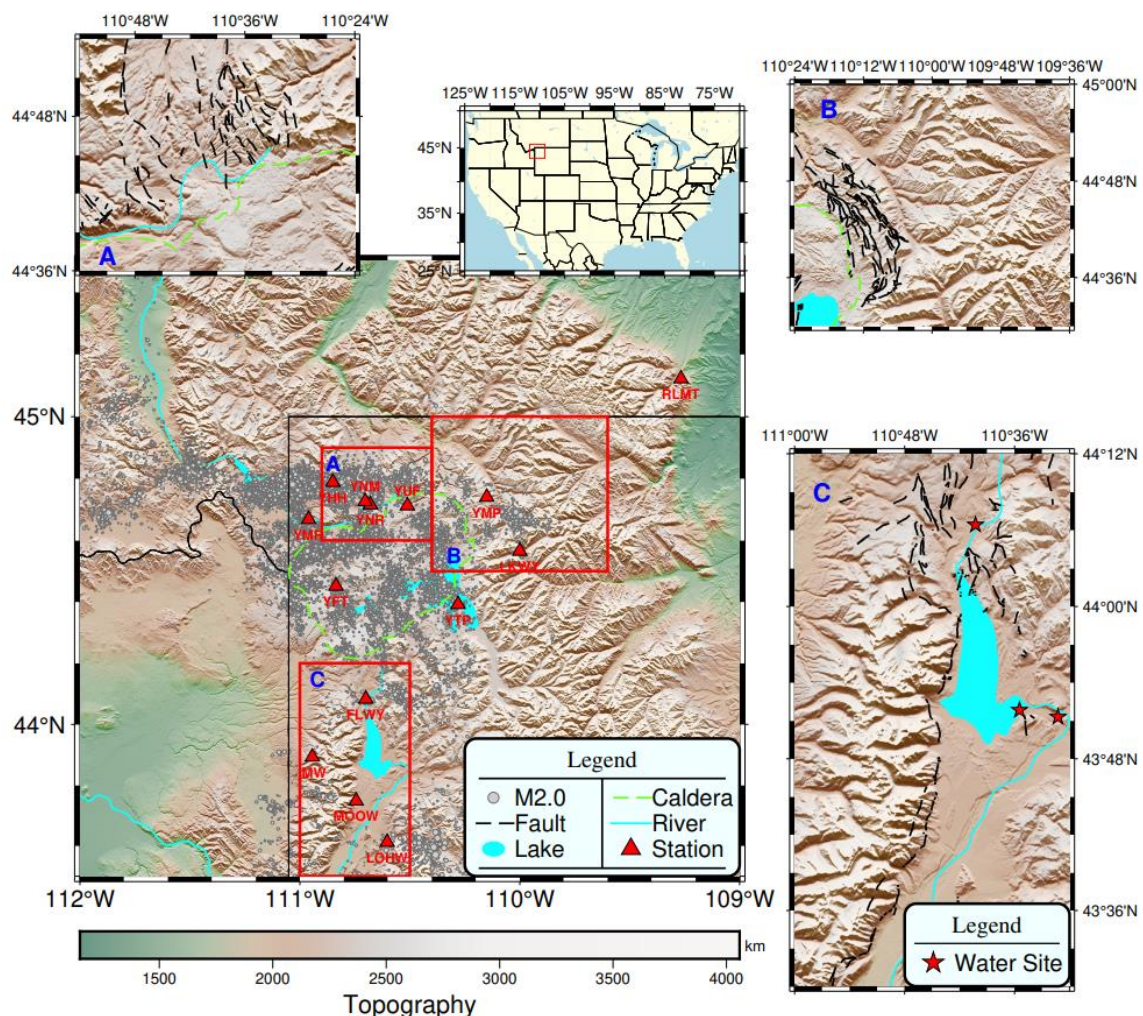 110°48'W 110°36'W 110°24'W
44°48'N
44°36'N
A
125°W 115°W 105°W 95°W 85°W 75°W
45°N
35°N
25°N
110°24'W 110°12'W 110°00'W 109°48'W 109°36'W
45°00'N
44°48'N
44°36'N
B
RLMT
45°N
A
YHH
YNM
YNR
YUF
YMP
YMR
LKWY
B
YFT
YTP
44°N
C
FLWY
MW
MOOW
LOHW
Legend
M2.0
Caldera
Fault
River
Lake
Station
112°W 111°W 110°W 109°W
km
1500 2000 2500 3000 3500 4000
Topography
111°00'W 110°48'W 110°36'W
44°12'N
44°00'N
43°48'N
43°36'N
C
Legend
Water Site